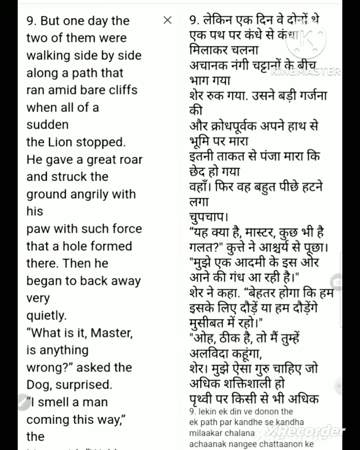 9. But one day the
two of them were
walking side by side
along a path that
ran amid bare cliffs
when all of a
sudden
the Lion stopped.
He gave a great roar
and struck the
ground angrily with
his
paw with such force
that a hole formed
there. Then he
began to back away
very
quietly.
"What is it, Master,
is anything
wrong?" asked the
Dog, surprised.
"I smell a man
coming this way,"
the
9. लेकिन एक दिन वे दोनों थे
एक पथ पर कंधे से कंधा
मिलाकर चलना
अचानक नंगी चट्टानों के बीच
भाग गया
शेर रुक गया. उसने बड़ी गर्जना
की
और क्रोधपूर्वक अपने हाथ से
भूमि पर मारा
इतनी ताकत से पंजा मारा कि
छेद हो गया
वहाँ। फिर वह बहुत पीछे हटने
लगा
चुपचाप।
"यह क्या है, मास्टर, कुछ भी है
गलत?" कुत्ते ने आश्चर्य से पूछा।
"मुझे एक आदमी के इस ओर
आने की गंध आ रही है।"
शेर ने कहा. "बेहतर होगा कि हम
इसके लिए दौड़ें या हम दौड़ेंगे
मुसीबत में रहो।"
"ओह, ठीक है, तो मैं तुम्हें
अलविदा कहूंगा,
शेर। मुझे ऐसा गुरु चाहिए जो
अधिक शक्तिशाली हो
पृथ्वी पर किसी से भी अधिक
9. lekin ek din ve donon the
ek path par kandhe se kandha
milaakar chalana
achaanak nangee chattaanon ke
KINEMASTER
Recorder